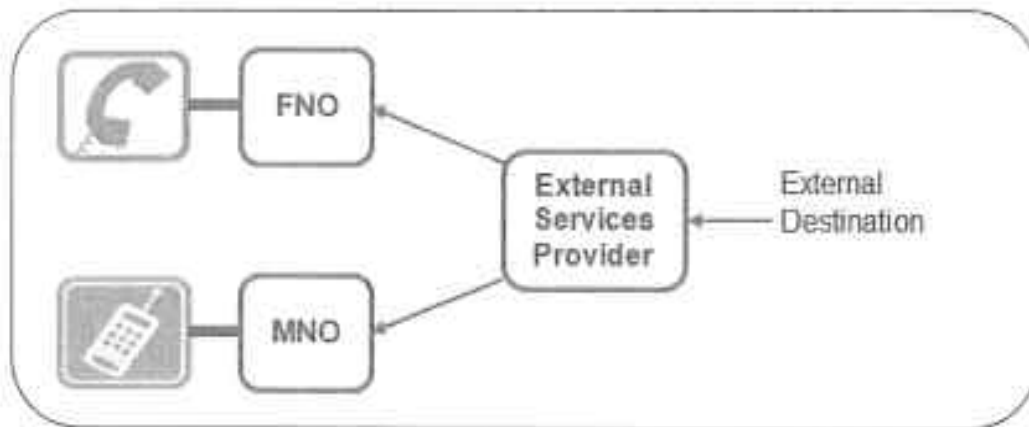 FNO
External
Services
Provider
External
Destination
MNO